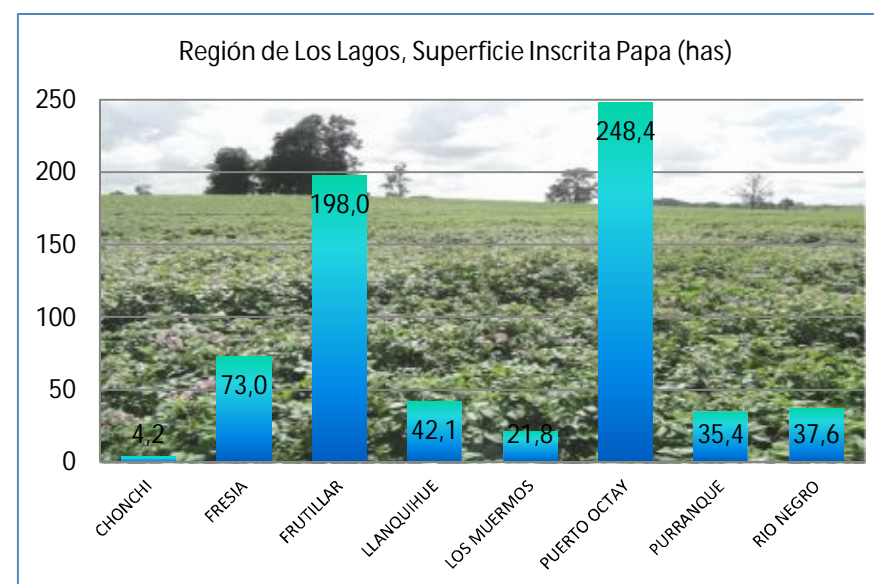 Región de Los Lagos, Superficie Inscrita Papa (has)
250
200
150
100
50
0
4,2
73,0
198,0
42,1
21,8
248,4
35,4
37,6
CHONCHI
FRESIA
FRUTILLAR
LLANQUIHUE
LOS MUERMOS
PUERTO OCTAY
PURRANQUE
RIO NEGRO